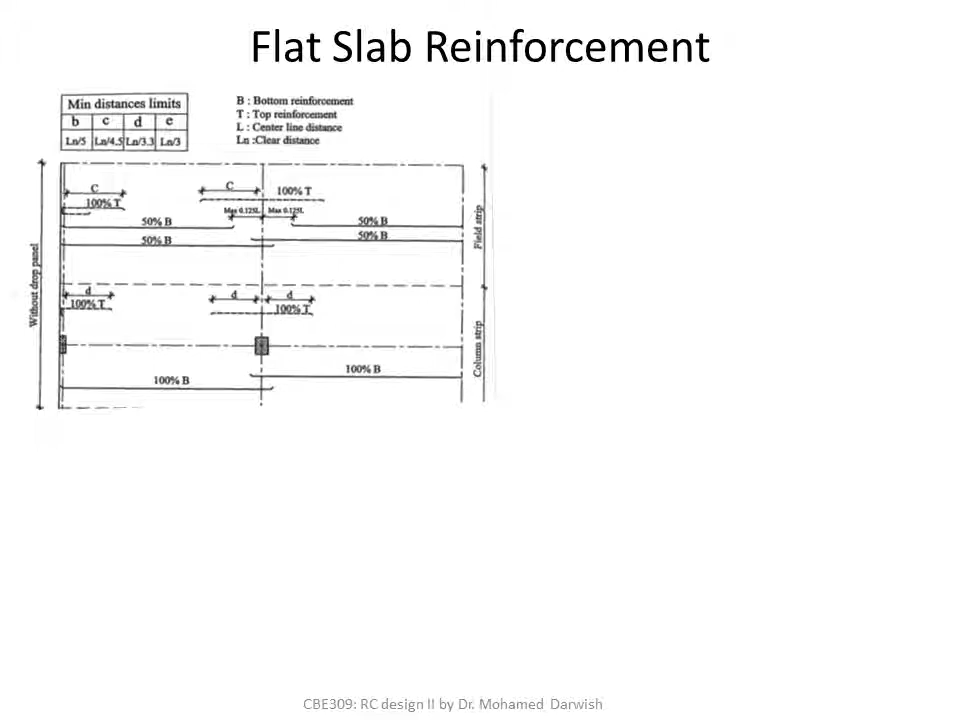 Flat Slab Reinforcement
Min distances limits
b c d e
Ln/5 Ln/4.5 Ln/3.3 Ln/3
B : Bottom reinforcement
T : Top reinforcement
L : Center line distance
Ln :Clear distance
C
100% T
C
100% T
Max 0.125L Max 0.125L
50% B
50% B
50% B
50% B
Field strip
Without drop panel
d
100% T
d
d
100% T
Column strip
100% B
100% B
CBE309: RC design II by Dr. Mohamed Darwish